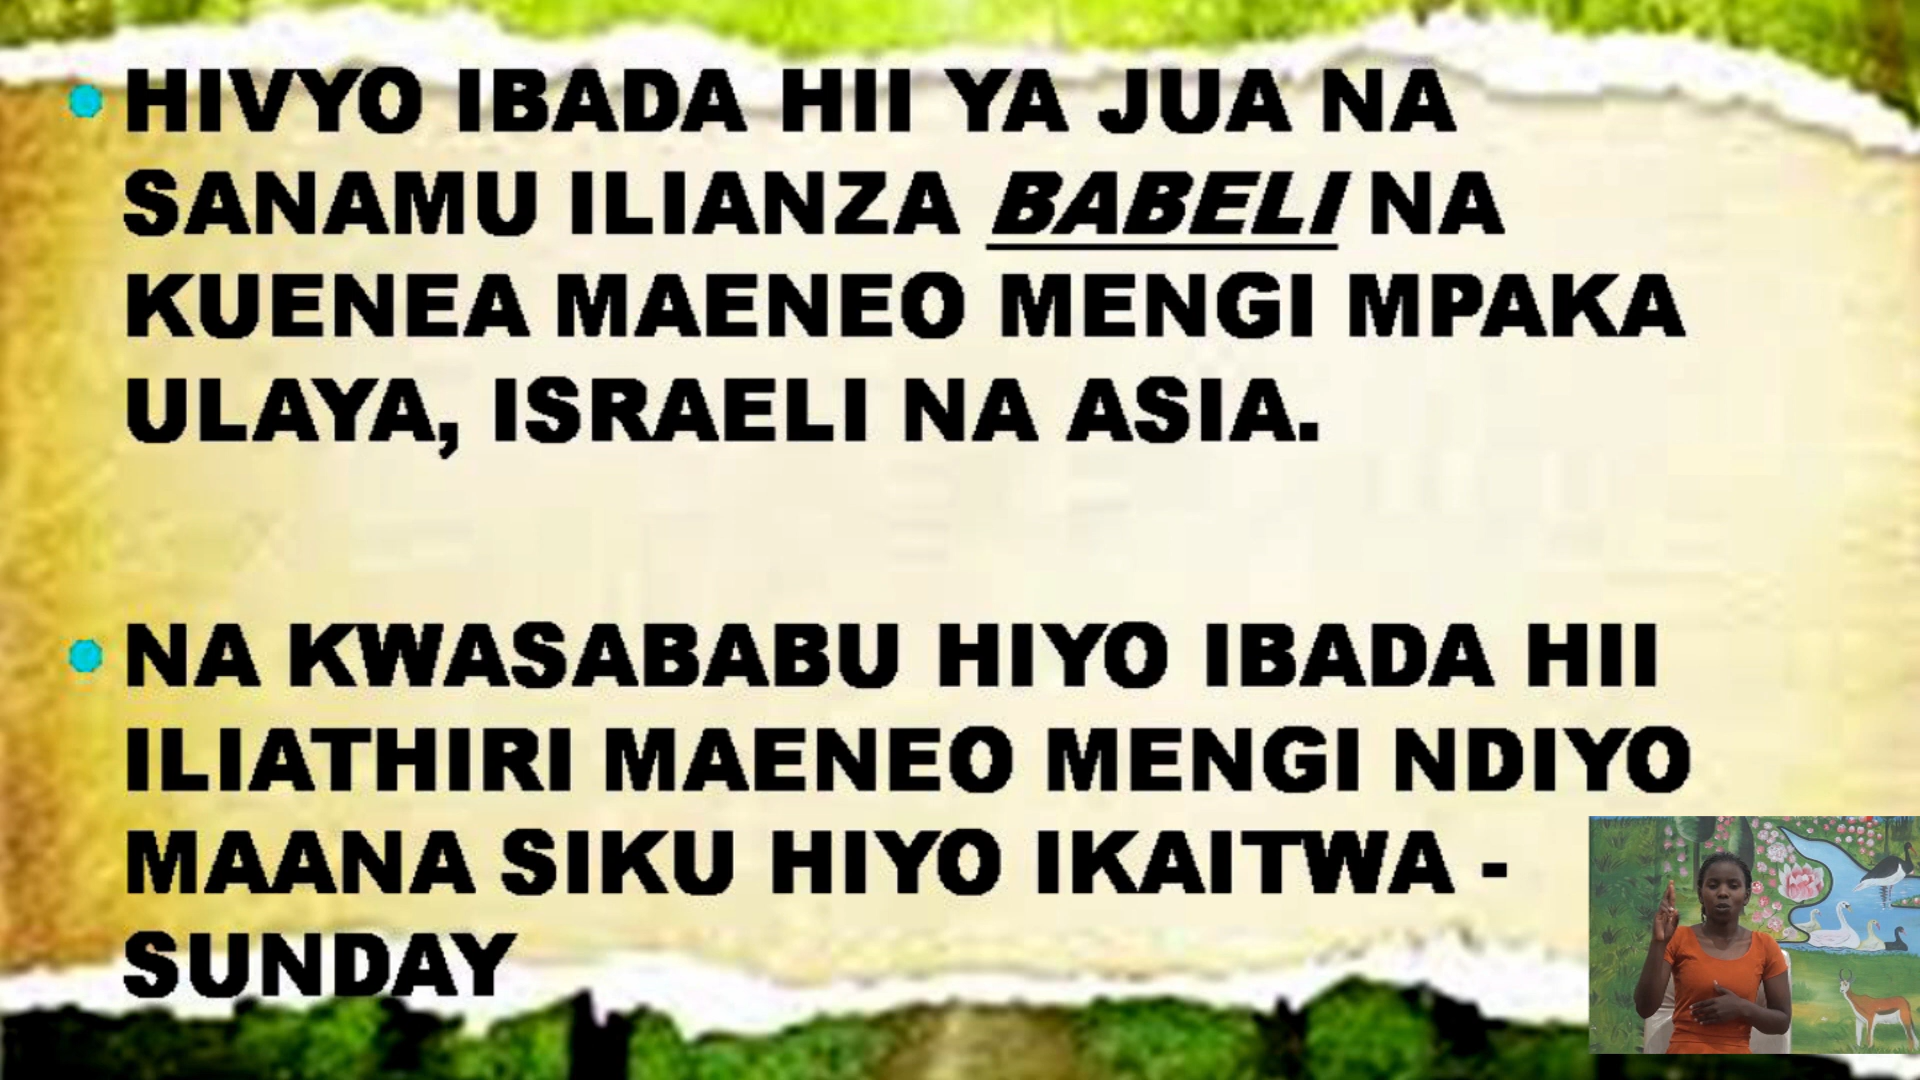 HIVYO IBADA HII YA JUA NA
SANAMU ILIANZA BABELI NA
KUENEA MAENEO MENGI MPAKA
ULAYA, ISRAELI NA ASIA.
NA KWASABABU HIYO IBADA HII
ILIATHIRI MAENEO MENGI NDIYO
MAANA SIKU HIYO IKAITWA -
SUNDAY